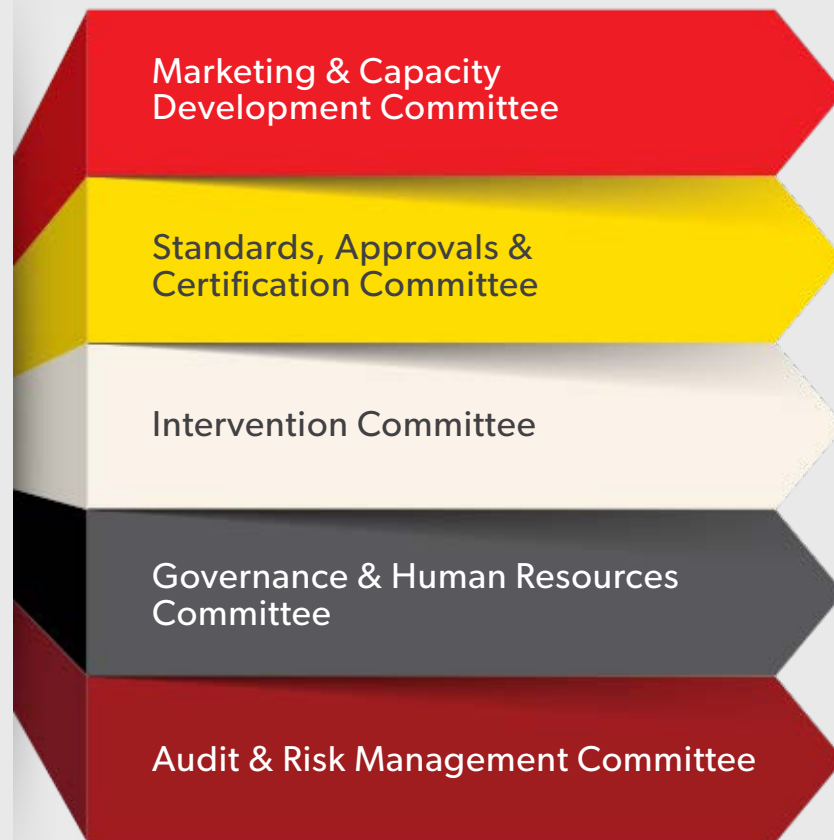 Marketing & Capacity
Development Committee
Standards, Approvals &
Certification Committee
Intervention Committee
Governance & Human Resources
Committee
Audit & Risk Management Committee